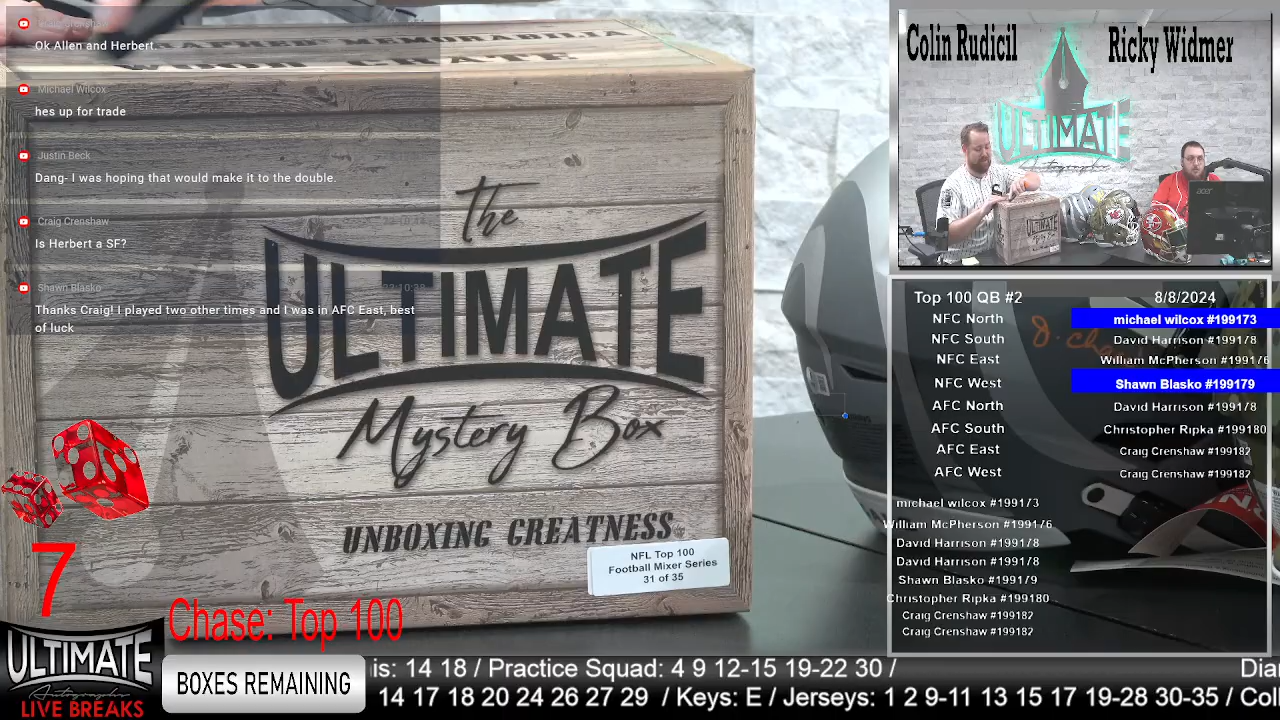 Ok Allen and Herbert.
Michael Wilcox
hes up for trade
Justin Beck
Dang- I was hoping that would make it to the double.
Craig Crenshaw
Is Herbert a SF?
Shawn Blasko
Thanks Craig! I played two other times and I was in AFC East, best
of luck
MEMORABILIA
WOOD CRATE
The
ULTIMATE
Mystery Box
UNBOXING GREATNESS
NFL Top 100
Football Mixer Series
31 of 35
7
Chase: Top 100
ULTIMATE
Autographs
LIVE BREAKS
BOXES REMAINING
Colin Rudicil
Ricky Widmer
ULTIMATE
acer
Top 100 QB #2 8/8/2024
NFC North michael wilcox #199173
NFC South David Harrison #199178
NFC East William McPherson #199176
NFC West Shawn Blasko #199179
AFC North David Harrison #199178
AFC South Christopher Ripka #199180
AFC East Craig Crenshaw #199182
AFC West Craig Crenshaw #199182
michael wilcox #199173
William McPherson #199176
David Harrison #199178
David Harrison #199178
Shawn Blasko #199179
Christopher Ripka #199180
Craig Crenshaw #199182
Craig Crenshaw #199182
is: 14 18 / Practice Squad: 4 9 12-15 19-22 30 / Dia
14 17 18 20 24 26 27 29 / Keys: E / Jerseys: 1 2 9-11 13 15 17 19-28 30-35 / Col